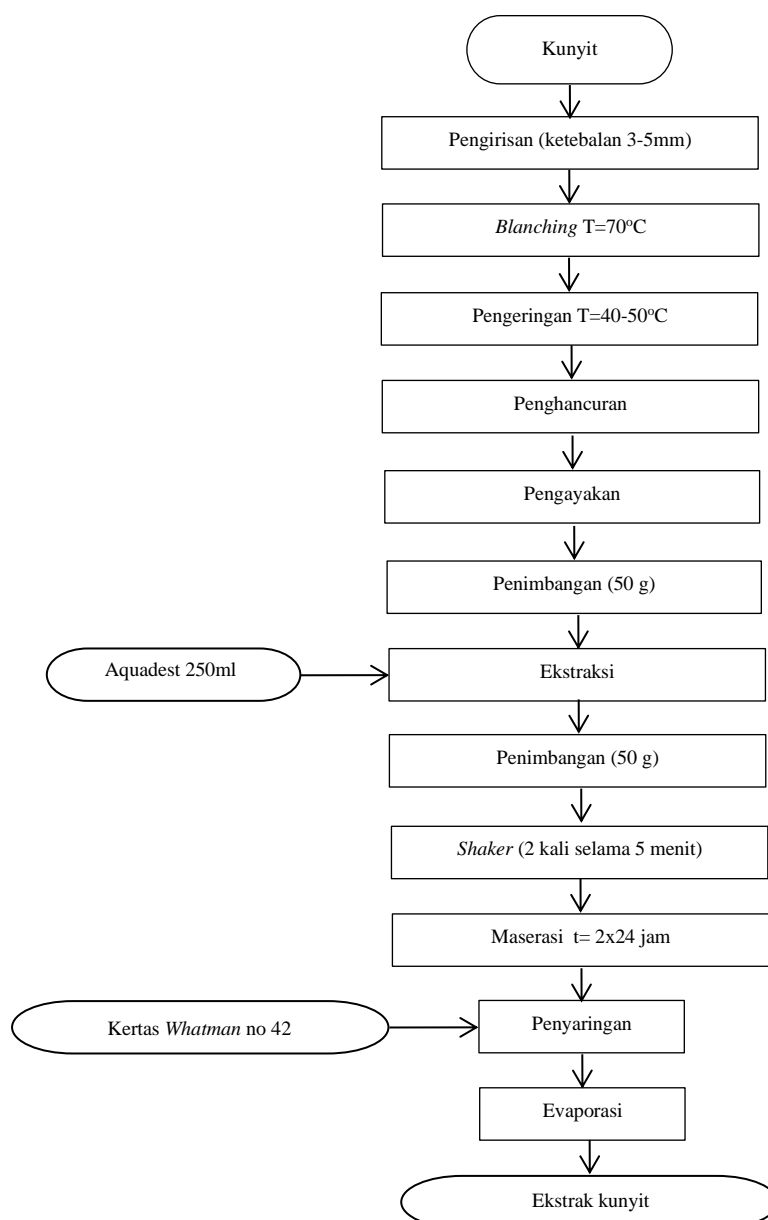 Kunyit
Pengirisan (ketebalan 3-5mm)
Blanching T=70°C
Pengeringan T=40-50°C
Penghancuran
Pengayakan
Penimbangan (50 g)
Aquadest 250ml
Ekstraksi
Penimbangan (50 g)
Shaker (2 kali selama 5 menit)
Maserasi t= 2x24 jam
Kertas Whatman no 42
Penyaringan
Evaporasi
Ekstrak kunyit